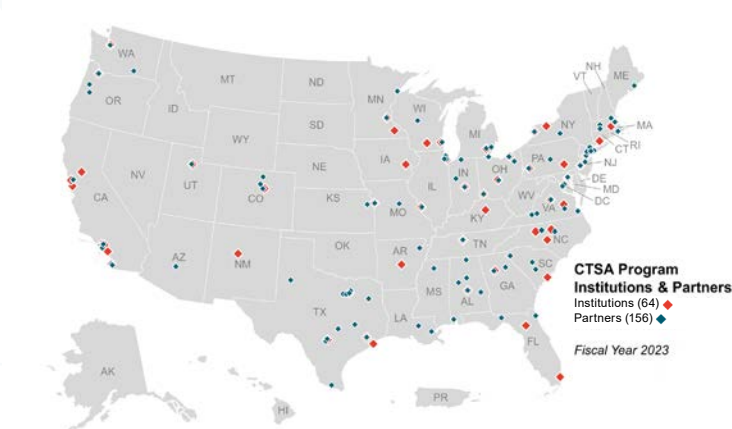 WA
MT
ND
MN
WI
MI
VT
NH
ME
OR
ID
SD
NY
MA
RI
CT
WY
IA
PA
NJ
NV
NE
IL
IN
OH
DE
MD
DC
CA
UT
CO
KS
MO
WV
VA
KY
AZ
NM
OK
AR
TN
NC
SC
MS
AL
GA
TX
LA
FL
AK
HI
PR
CTSA Program
Institutions & Partners
Institutions (64)
Partners (156)
Fiscal Year 2023